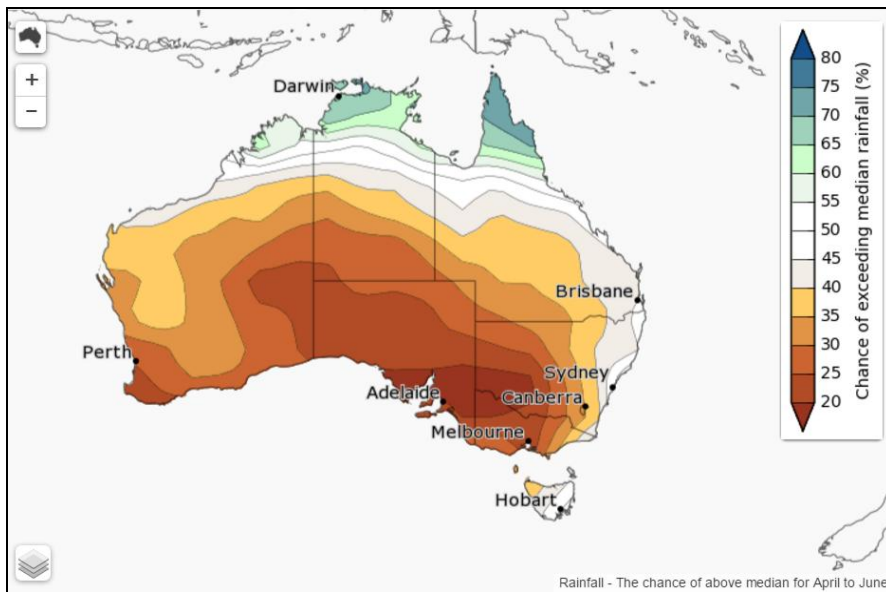 +
−
Darwin
Brisbane
Perth
Sydney
Adelaide
Canberra
Melbourne
Hobart
80
75
70
65
60
55
50
45
40
35
30
25
20
Chance of exceeding median rainfall (%)
Rainfall - The chance of above median for April to June